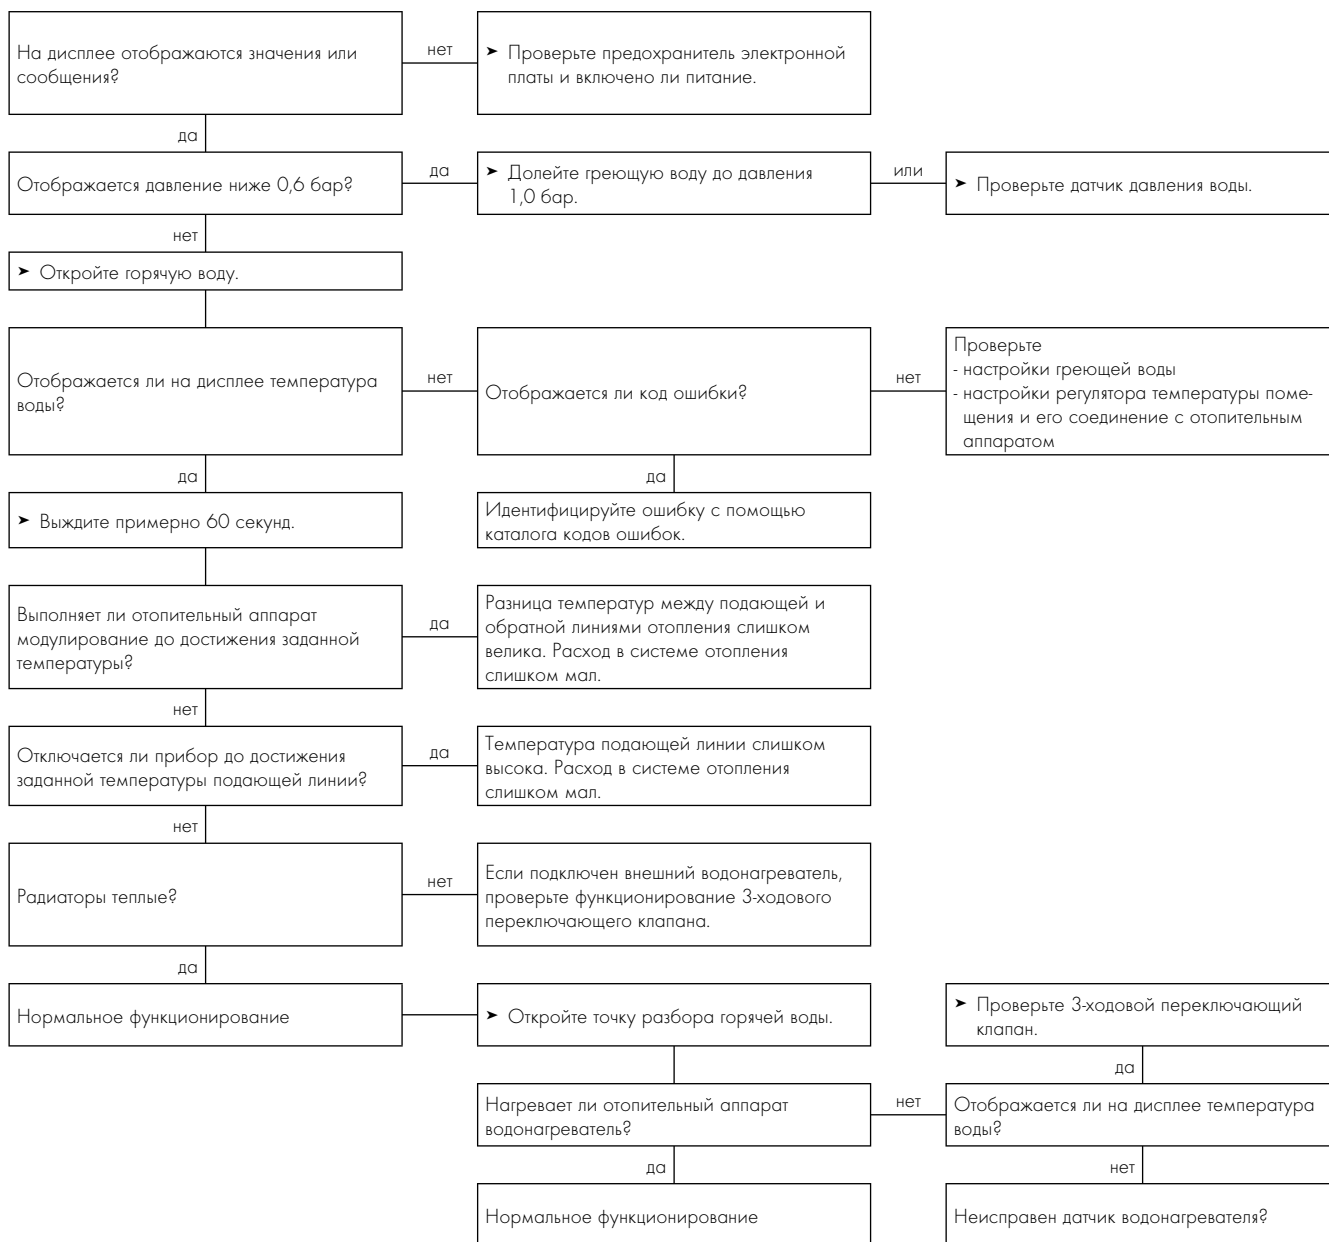 На дисплее отображаются значения или
сообщения?
нет
➤ Проверьте предохранитель электронной
платы и включено ли питание.
да
Отображается давление ниже 0,6 бар?
да
➤ Долейте греющую воду до давления
1,0 бар.
или
➤ Проверьте датчик давления воды.
нет
➤ Откройте горячую воду.
Отображается ли на дисплее температура
воды?
нет
Отображается ли код ошибки?
нет
Проверьте
- настройки греющей воды
- настройки регулятора температуры поме-
щения и его соединение с отопительным
аппаратом
да
да
➤ Выждите примерно 60 секунд.
Идентифицируйте ошибку с помощью
каталога кодов ошибок.
Выполняет ли отопительный аппарат
модулирование до достижения заданной
температуры?
да
Разница температур между подающей и
обратной линиями отопления слишком
велика. Расход в системе отопления
слишком мал.
нет
Отключается ли прибор до достижения
заданной температуры подающей линии?
да
Температура подающей линии слишком
высока. Расход в системе отопления
слишком мал.
нет
Радиаторы теплые?
нет
Если подключен внешний водонагреватель,
проверьте функционирование 3-ходового
переключающего клапана.
да
Нормальное функционирование
➤ Откройте точку разбора горячей воды.
➤ Проверьте 3-ходовой переключающий
клапан.
да
Нагревает ли отопительный аппарат
водонагреватель?
нет
Отображается ли на дисплее температура
воды?
да
нет
Нормальное функционирование
Неисправен датчик водонагревателя?